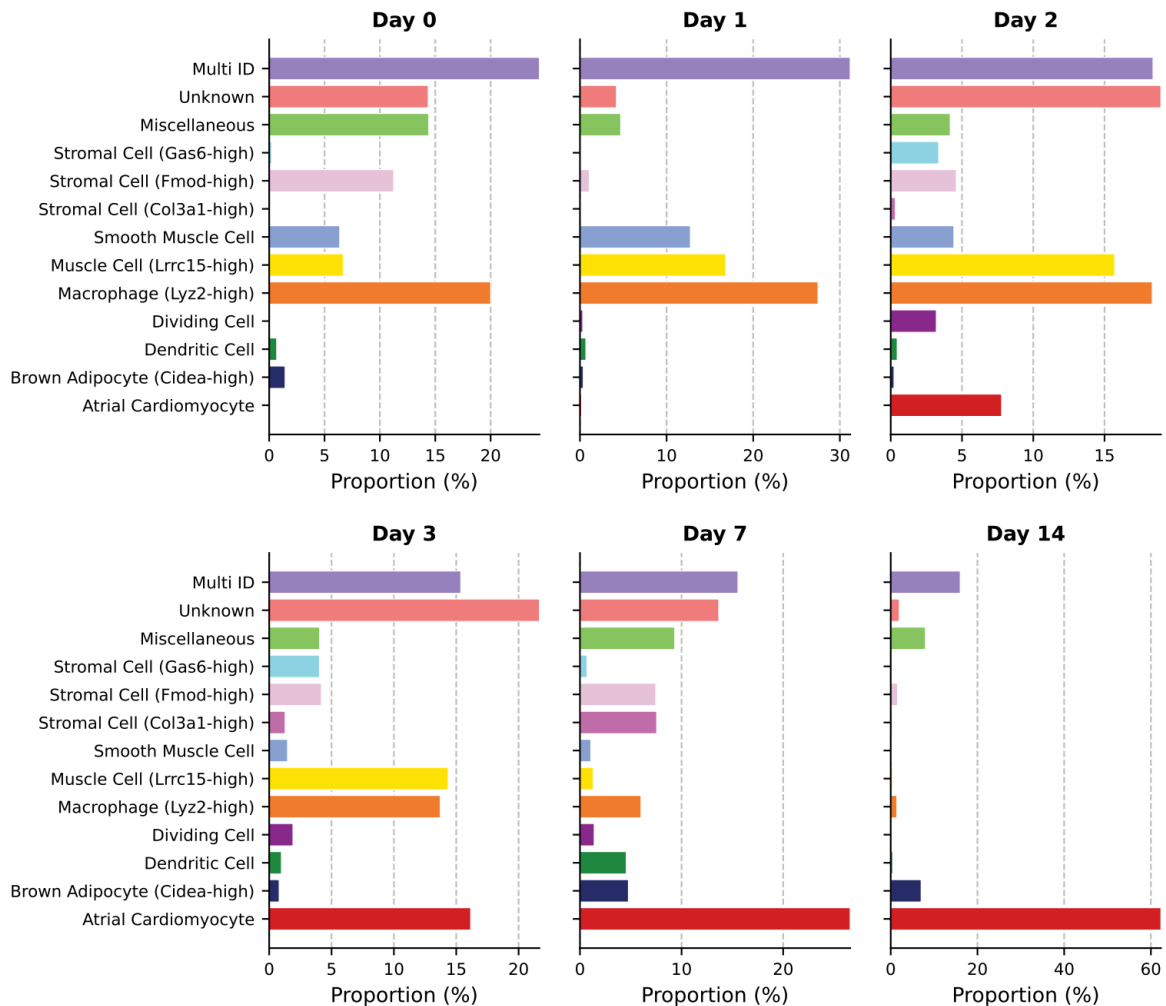 Day 0
Day 1
Day 2
Multi ID
Unknown
Miscellaneous
Stromal Cell (Gas6-high)
Stromal Cell (Fmod-high)
Stromal Cell (Col3a1-high)
Smooth Muscle Cell
Muscle Cell (Lrrc15-high)
Macrophage (Lyz2-high)
Dividing Cell
Dendritic Cell
Brown Adipocyte (Cidea-high)
Atrial Cardiomyocyte
0 5 10 15 20
0 10 20 30
0 5 10 15
Proportion (%)
Proportion (%)
Proportion (%)
Day 3
Day 7
Day 14
Multi ID
Unknown
Miscellaneous
Stromal Cell (Gas6-high)
Stromal Cell (Fmod-high)
Stromal Cell (Col3a1-high)
Smooth Muscle Cell
Muscle Cell (Lrrc15-high)
Macrophage (Lyz2-high)
Dividing Cell
Dendritic Cell
Brown Adipocyte (Cidea-high)
Atrial Cardiomyocyte
0 5 10 15 20
0 10 20
0 20 40 60
Proportion (%)
Proportion (%)
Proportion (%)